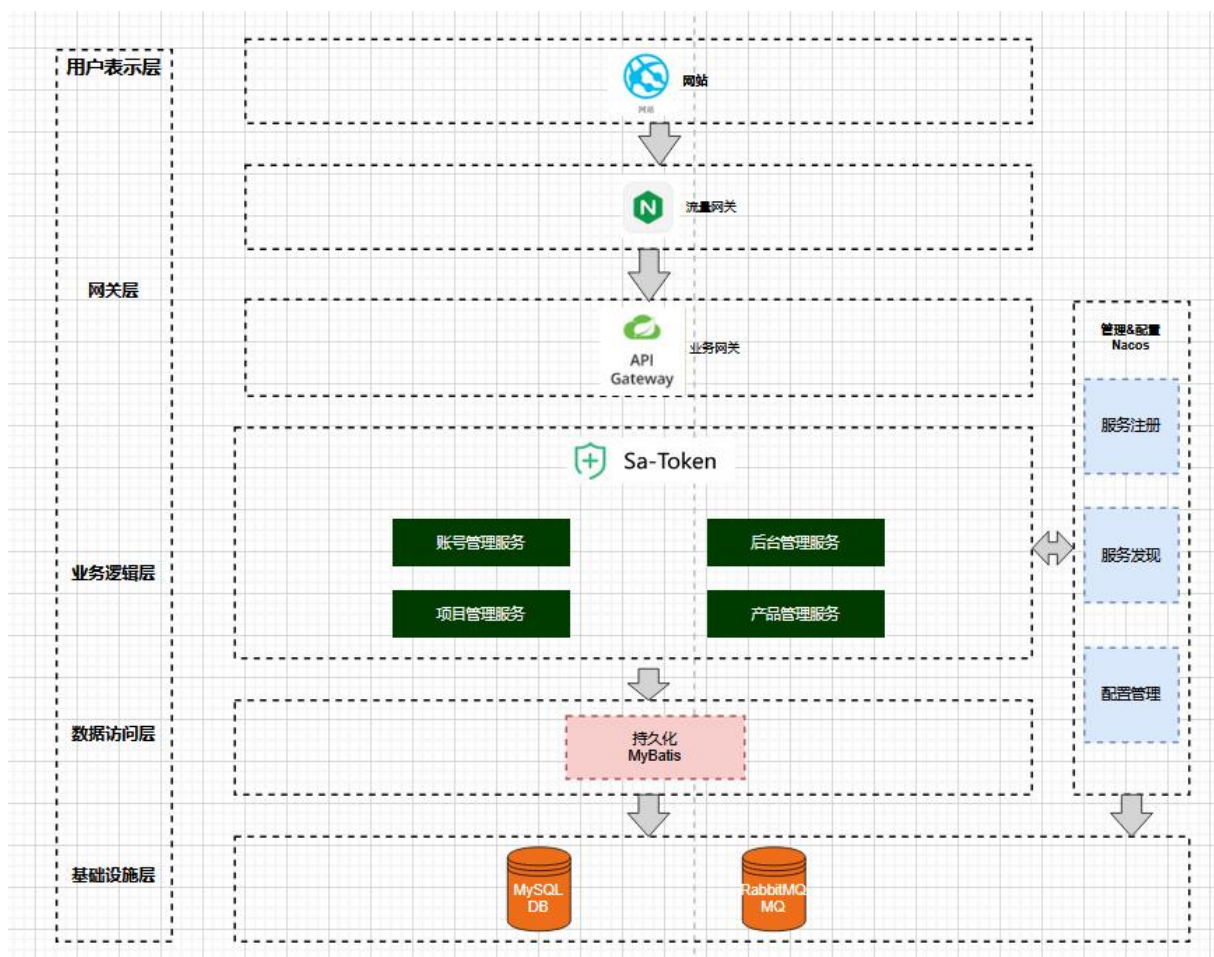 用户表示层
网站
网站
流量网关
网关层
API
Gateway
业务网关
管理&配置
Nacos
服务注册
服务发现
配置管理
Sa-Token
账号管理服务
后台管理服务
业务逻辑层
项目管理服务
产品管理服务
数据访问层
持久化
MyBatis
基础设施层
MySQL
DB
RabbitMQ
MQ